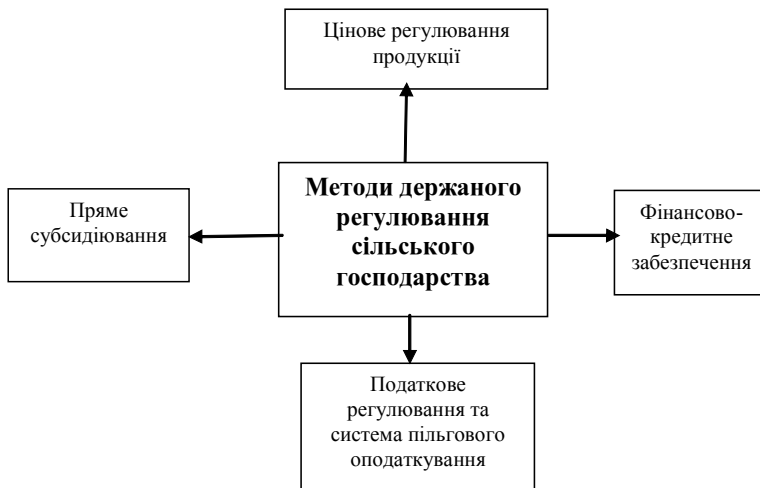 Цінове регулювання
продукції
Методи держаного
регулювання
сільського
господарства
Пряме
субсидіювання
Фінансово-
кредитне
забезпечення
Податкове
регулювання та
система пільгового
оподаткування